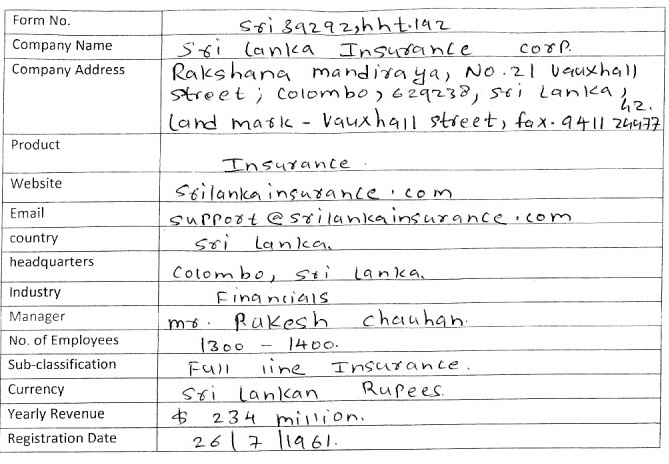 Form No. Sri39292,hht.192
Company Name Sri Lanka Insurance corp.
Company Address Rakshana mandiraya, No.21 vauxhall
street; Colombo, 629238, sri Lanka,
Land mark - Vauxhall street, fax. 9411 2497742.
Product Insurance.
Website srilankainsurance.com
Email support@srilankainsurance.com
country sri Lanka.
headquarters Colombo, sri Lanka.
Industry Financials
Manager mr. Rakesh chauhan.
No. of Employees 1300 - 1400.
Sub-classification Full line Insurance.
Currency Sri Lankan Rupees.
Yearly Revenue $ 234 million.
Registration Date 26/7/1961.